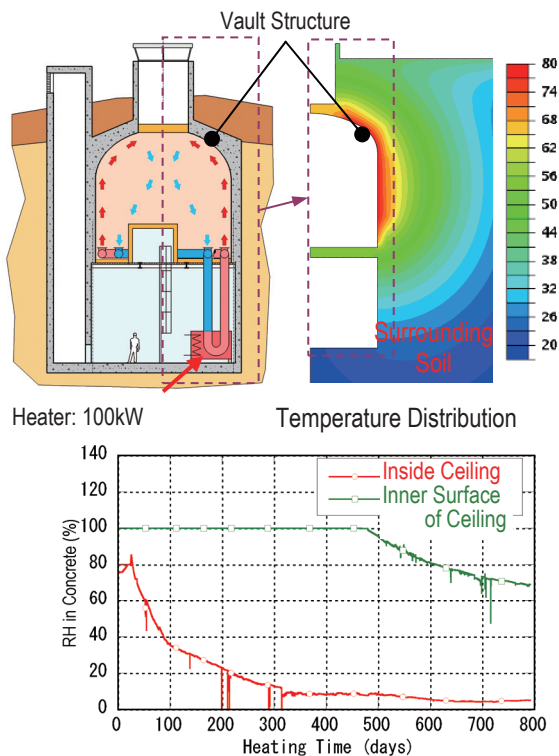 Vault Structure
80
74
68
62
56
50
44
38
32
26
20
Surrounding
Soil
Heater: 100kW
Temperature Distribution
140
120
100
80
60
40
20
0
RH in Concrete (%)
Inside Ceiling
Inner Surface
of Ceiling
0 100 200 300 400 500 600 700 800
Heating Time (days)